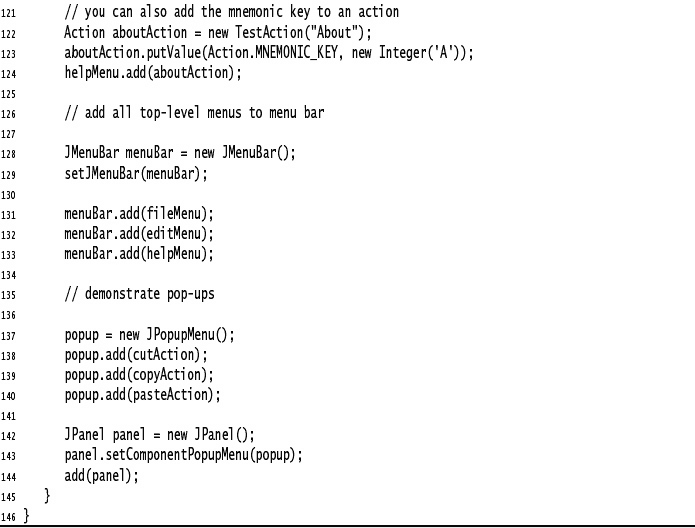 121 // you can also add the mnemonic key to an action
122 Action aboutAction = new TestAction("About");
123 aboutAction.putValue(Action.MNEMONIC_KEY, new Integer('A'));
124 helpMenu.add(aboutAction);
125
126 // add all top-level menus to menu bar
127
128 JMenuBar menuBar = new JMenuBar();
129 setJMenuBar(menuBar);
130
131 menuBar.add(fileMenu);
132 menuBar.add(editMenu);
133 menuBar.add(helpMenu);
134
135 // demonstrate pop-ups
136
137 popup = new JPopupMenu();
138 popup.add(cutAction);
139 popup.add(copyAction);
140 popup.add(pasteAction);
141
142 JPanel panel = new JPanel();
143 panel.setComponentPopupMenu(popup);
144 add(panel);
145 }
146 }